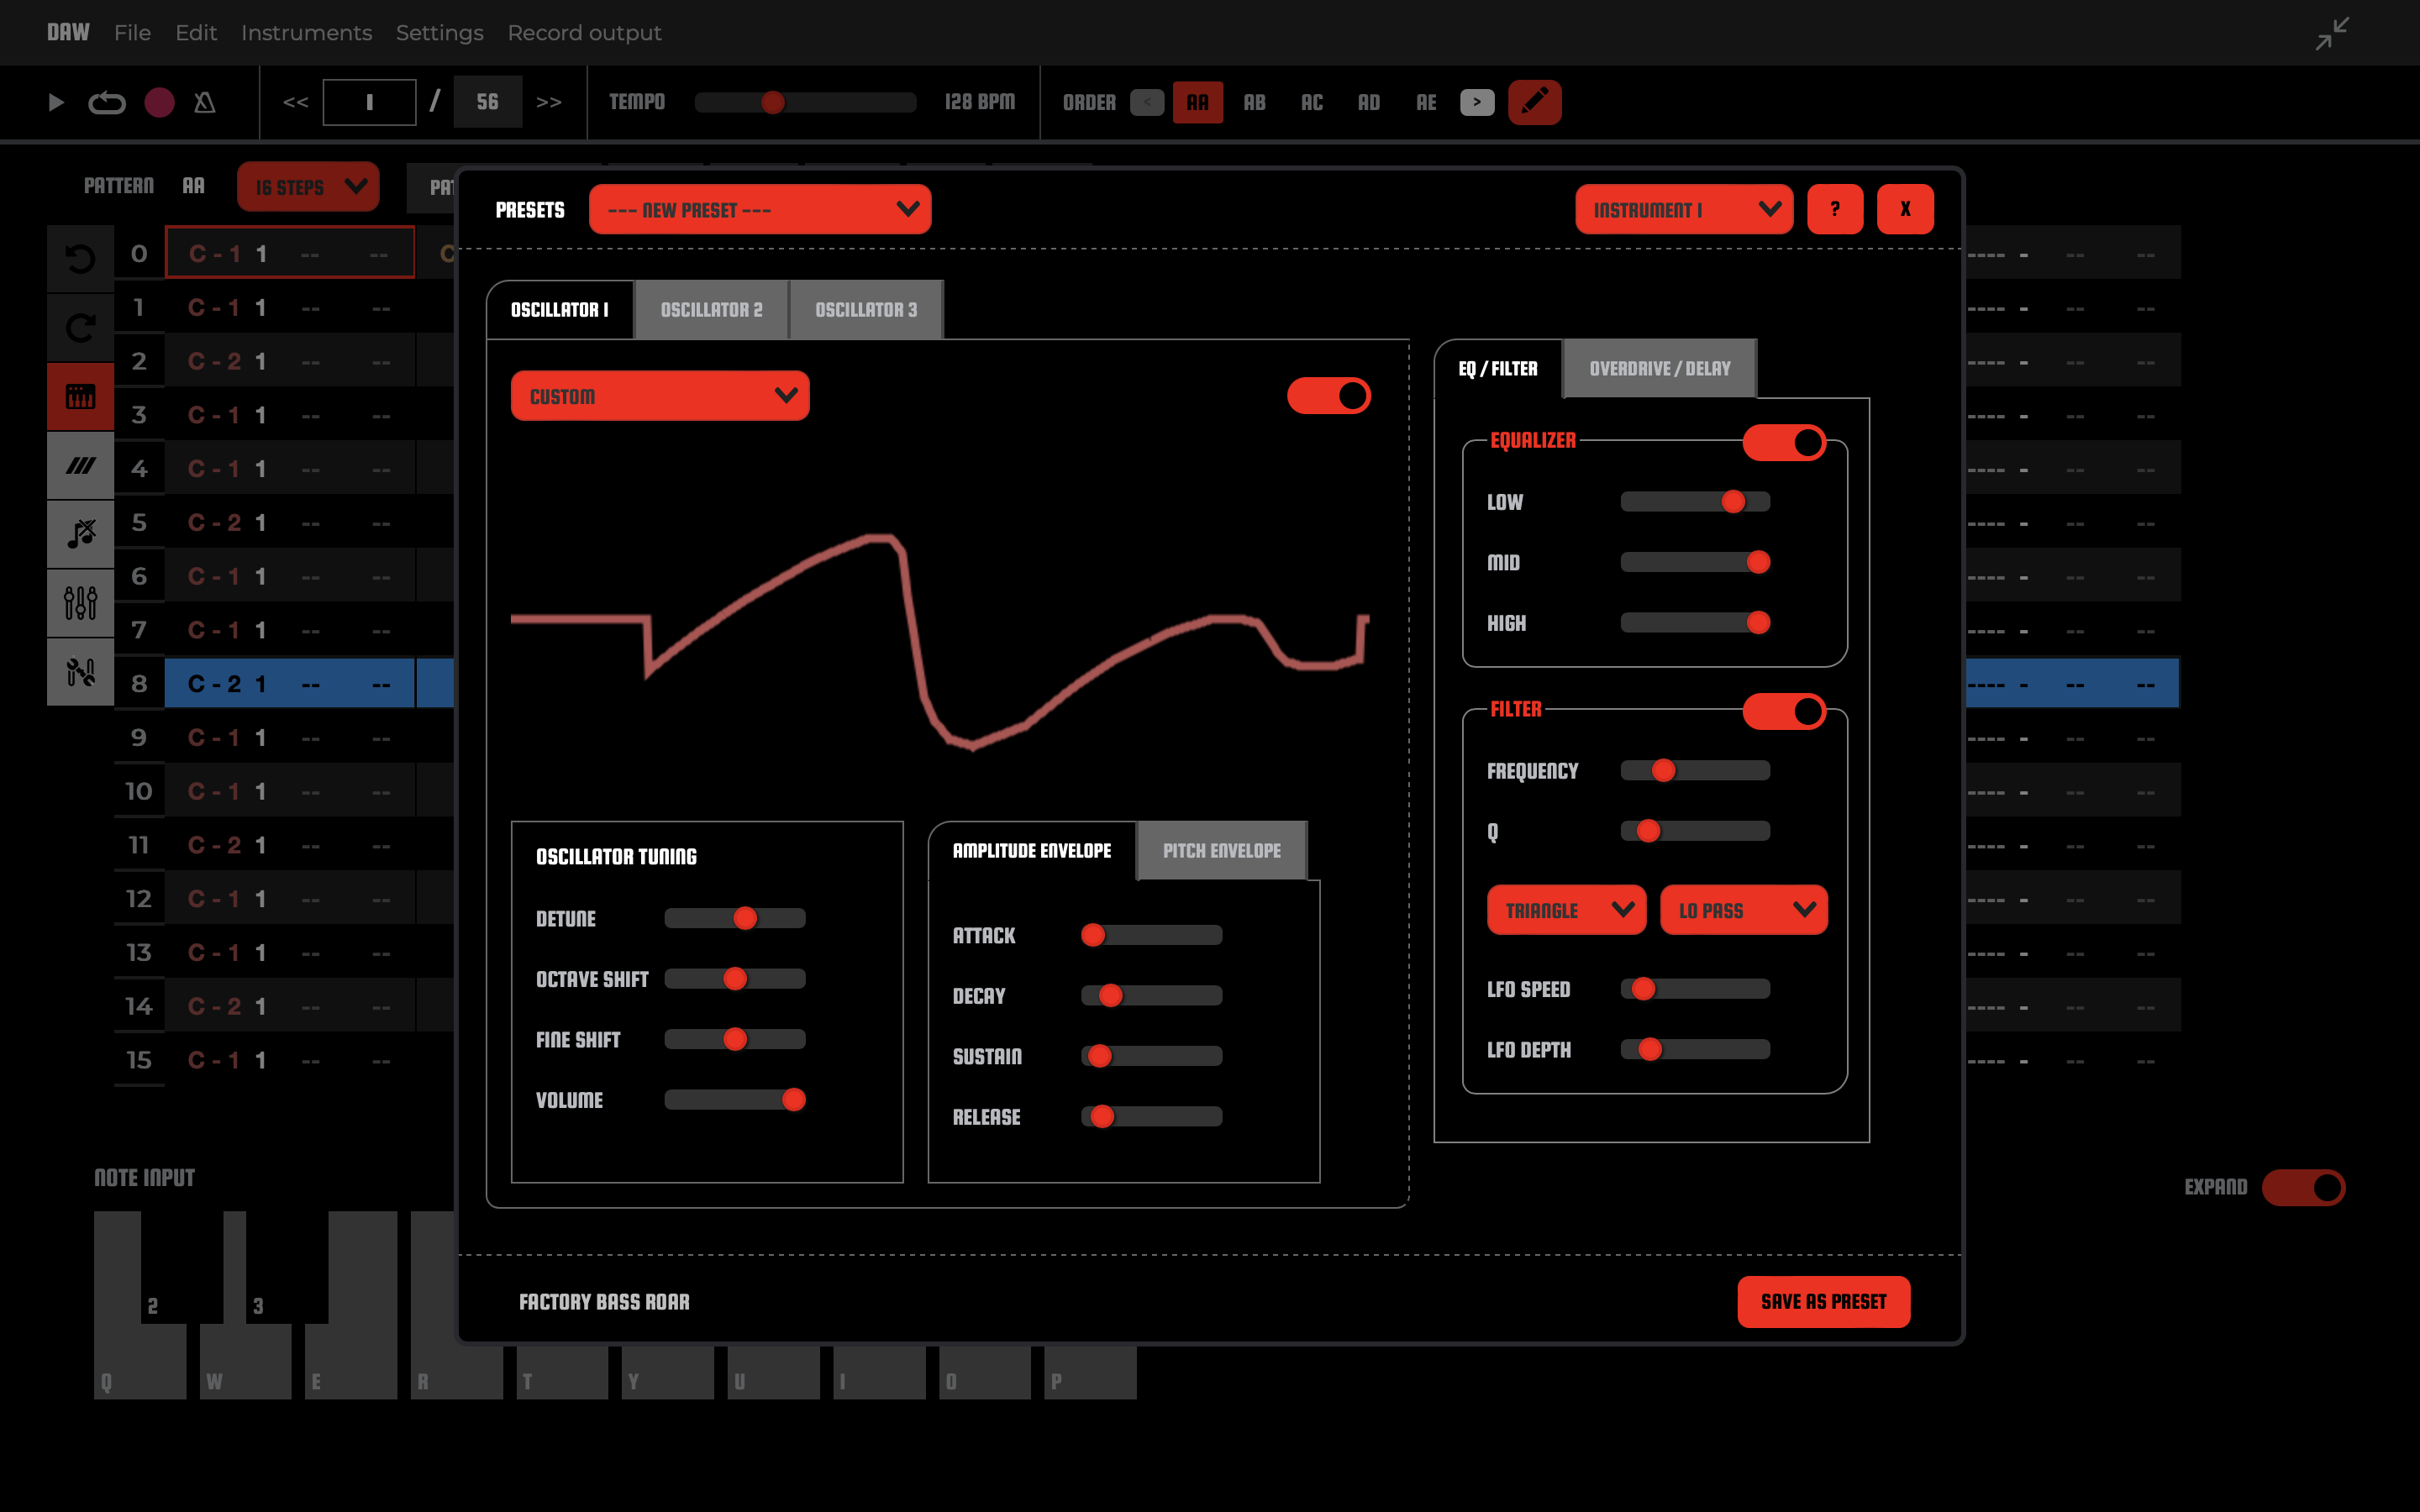 DAW File Edit Instruments Settings Record output
<< 1 / 56 >> TEMPO 128 BPM ORDER < AA AB AC AD AE >
PATTERN AA 16 STEPS
PRESETS --- NEW PRESET --- INSTRUMENT 1 ? X
OSCILLATOR 1 OSCILLATOR 2 OSCILLATOR 3
CUSTOM
OSCILLATOR TUNING
DETUNE
OCTAVE SHIFT
FINE SHIFT
VOLUME
AMPLITUDE ENVELOPE PITCH ENVELOPE
ATTACK
DECAY
SUSTAIN
RELEASE
EQ / FILTER OVERDRIVE / DELAY
EQUALIZER
LOW
MID
HIGH
FILTER
FREQUENCY
Q
TRIANGLE LO PASS
LFO SPEED
LFO DEPTH
FACTORY BASS ROAR SAVE AS PRESET
0 C - 1 1 -- -- C ---- - -- --
1 C - 1 1 -- -- ---- - -- --
2 C - 2 1 -- -- ---- - -- --
3 C - 1 1 -- -- ---- - -- --
4 C - 1 1 -- -- ---- - -- --
5 C - 2 1 -- -- ---- - -- --
6 C - 1 1 -- -- ---- - -- --
7 C - 1 1 -- -- ---- - -- --
8 C - 2 1 -- -- ---- - -- --
9 C - 1 1 -- -- ---- - -- --
10 C - 1 1 -- -- ---- - -- --
11 C - 2 1 -- -- ---- - -- --
12 C - 1 1 -- -- ---- - -- --
13 C - 1 1 -- -- ---- - -- --
14 C - 2 1 -- -- ---- - -- --
15 C - 1 1 -- -- ---- - -- --
NOTE INPUT EXPAND
2 3
Q W E R T Y U I O P